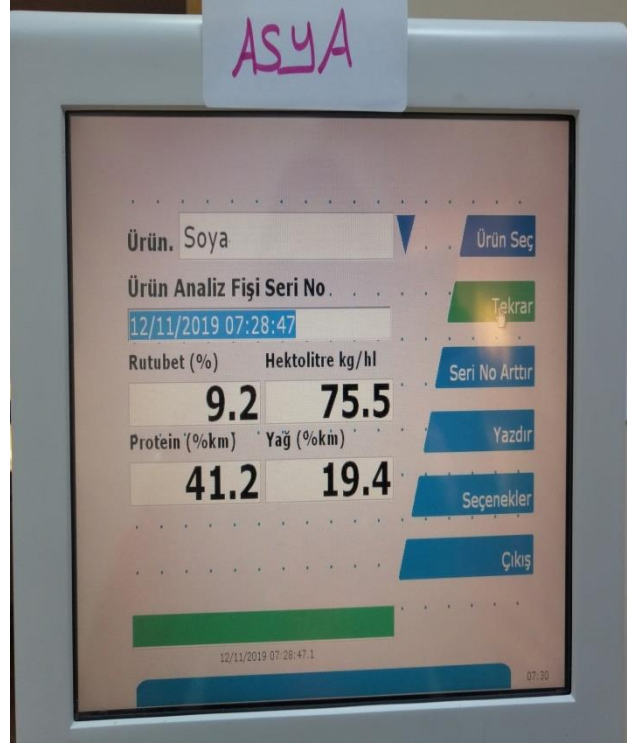 ASYA
Ürün. Soya
Ürün Seç
Ürün Analiz Fişi Seri No
Tekrar
12/11/2019 07:28:47
Rutubet (%) Hektolitre kg/hl
Seri No Arttır
9.2 75.5
Protein (%km) Yağ (%km)
Yazdır
41.2 19.4
Seçenekler
Çıkış
12/11/2019 07:28:47.1
07:30